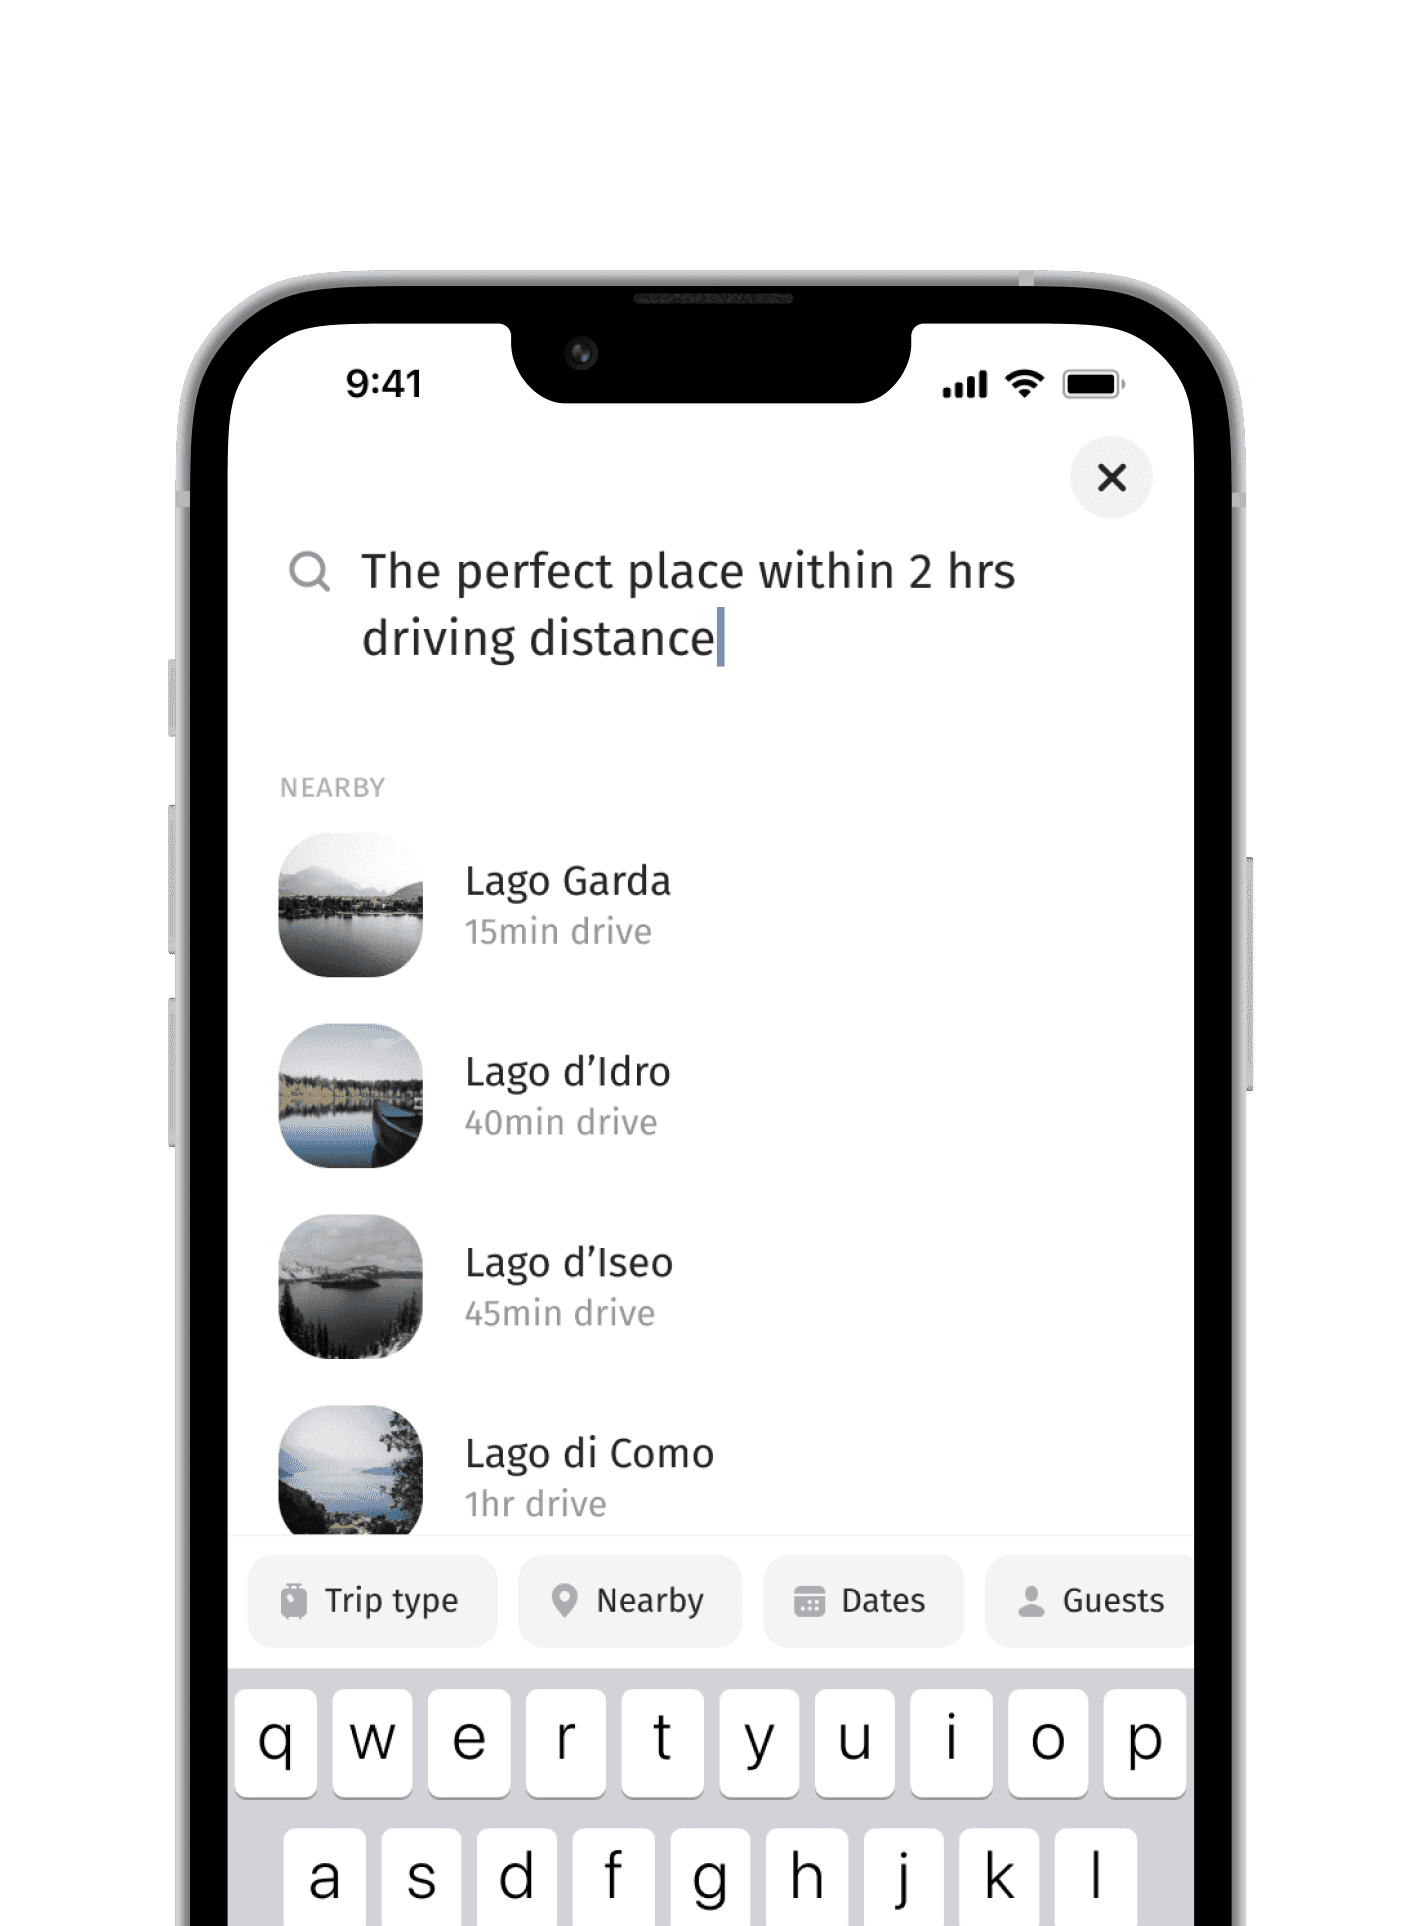 9:41
The perfect place within 2 hrs
driving distance
NEARBY
Lago Garda
15min drive
Lago d’Idro
40min drive
Lago d’Iseo
45min drive
Lago di Como
1hr drive
Trip type Nearby Dates Guests
q w e r t y u i o p
a s d f g h j k l